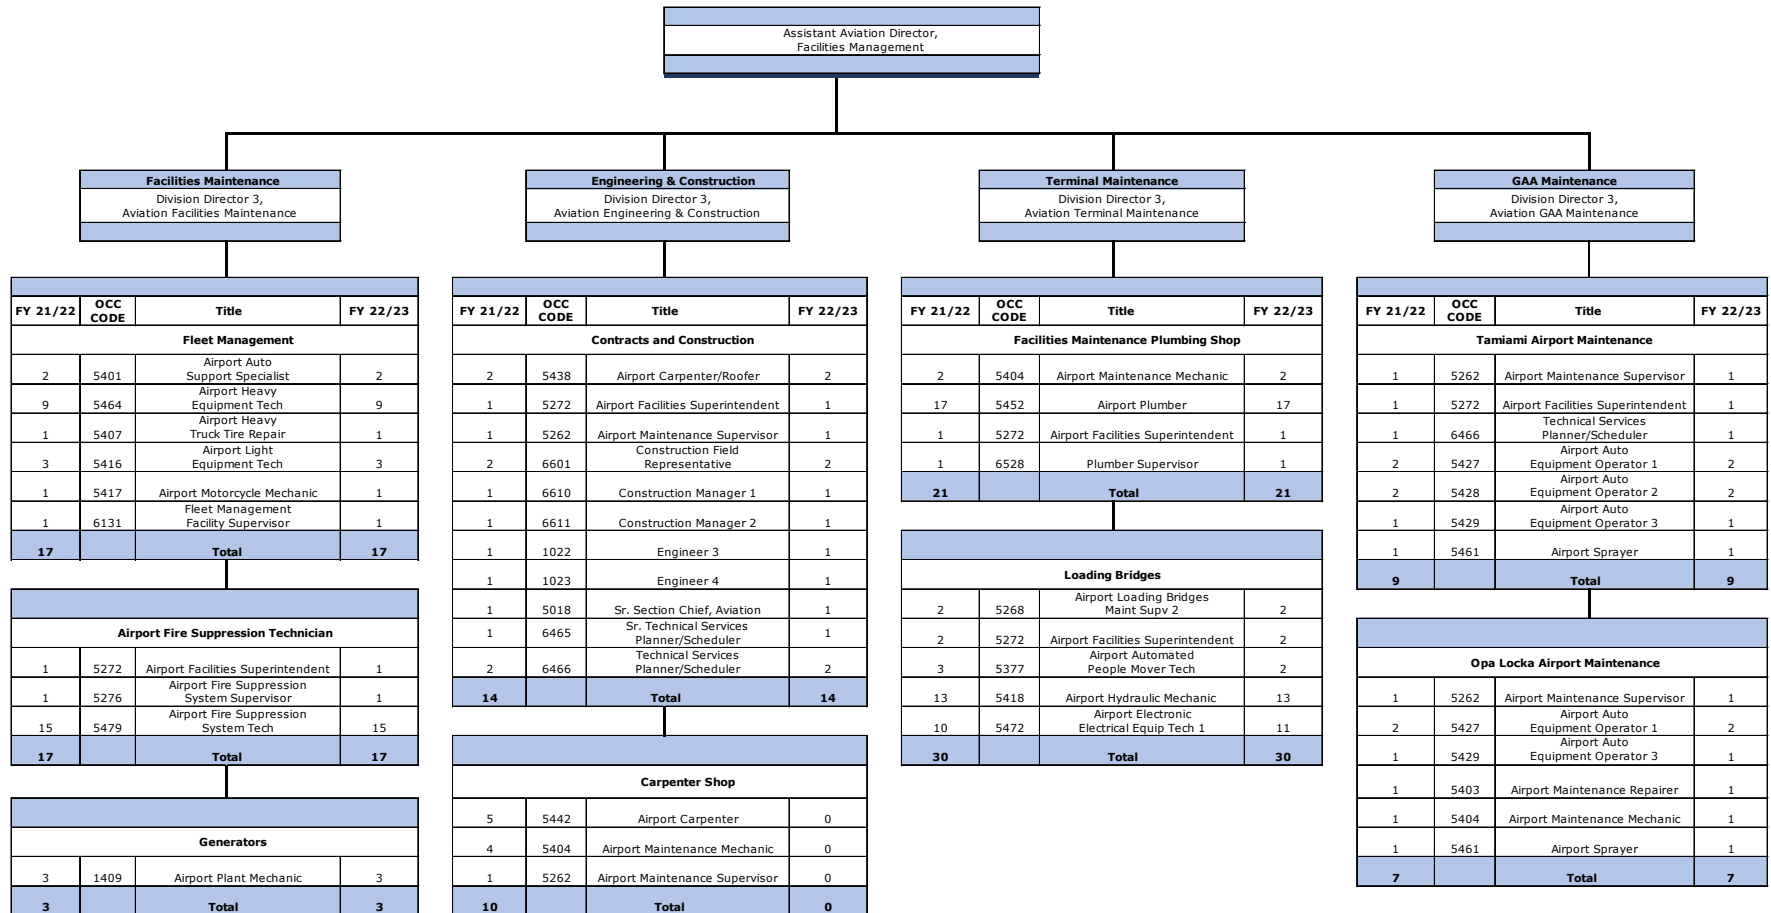 Assistant Aviation Director,
Facilities Management
Facilities Maintenance
Division Director 3,
Aviation Facilities Maintenance
FY 21/22 OCC CODE Title FY 22/23
Fleet Management
2 5401 Airport Auto Support Specialist 2
9 5464 Airport Heavy Equipment Tech 9
1 5407 Airport Heavy Truck Tire Repair 1
3 5416 Airport Light Equipment Tech 3
1 5417 Airport Motorcycle Mechanic 1
1 6131 Fleet Management Facility Supervisor 1
17 Total 17
Airport Fire Suppression Technician
1 5272 Airport Facilities Superintendent 1
1 5276 Airport Fire Suppression System Supervisor 1
15 5479 Airport Fire Suppression System Tech 15
17 Total 17
Generators
3 1409 Airport Plant Mechanic 3
3 Total 3
Engineering & Construction
Division Director 3,
Aviation Engineering & Construction
FY 21/22 OCC CODE Title FY 22/23
Contracts and Construction
2 5438 Airport Carpenter/Roofer 2
1 5272 Airport Facilities Superintendent 1
1 5262 Airport Maintenance Supervisor 1
2 6601 Construction Field Representative 2
1 6610 Construction Manager 1 1
1 6611 Construction Manager 2 1
1 1022 Engineer 3 1
1 1023 Engineer 4 1
1 5018 Sr. Section Chief, Aviation 1
1 6465 Sr. Technical Services Planner/Scheduler 1
2 6466 Technical Services Planner/Scheduler 2
14 Total 14
Carpenter Shop
5 5442 Airport Carpenter 0
4 5404 Airport Maintenance Mechanic 0
1 5262 Airport Maintenance Supervisor 0
10 Total 0
Terminal Maintenance
Division Director 3,
Aviation Terminal Maintenance
FY 21/22 OCC CODE Title FY 22/23
Facilities Maintenance Plumbing Shop
2 5404 Airport Maintenance Mechanic 2
17 5452 Airport Plumber 17
1 5272 Airport Facilities Superintendent 1
1 6528 Plumber Supervisor 1
21 Total 21
Loading Bridges
2 5268 Airport Loading Bridges Maint Supv 2 2
2 5272 Airport Facilities Superintendent 2
3 5377 Airport Automated People Mover Tech 2
13 5418 Airport Hydraulic Mechanic 13
10 5472 Airport Electronic Electrical Equip Tech 1 11
30 Total 30
GAA Maintenance
Division Director 3,
Aviation GAA Maintenance
FY 21/22 OCC CODE Title FY 22/23
Tamiami Airport Maintenance
1 5262 Airport Maintenance Supervisor 1
1 5272 Airport Facilities Superintendent 1
1 6466 Technical Services Planner/Scheduler 1
2 5427 Airport Auto Equipment Operator 1 2
2 5428 Airport Auto Equipment Operator 2 2
1 5429 Airport Auto Equipment Operator 3 1
1 5461 Airport Sprayer 1
9 Total 9
Opa Locka Airport Maintenance
1 5262 Airport Maintenance Supervisor 1
2 5427 Airport Auto Equipment Operator 1 2
1 5429 Airport Auto Equipment Operator 3 1
1 5403 Airport Maintenance Repairer 1
1 5404 Airport Maintenance Mechanic 1
1 5461 Airport Sprayer 1
7 Total 7